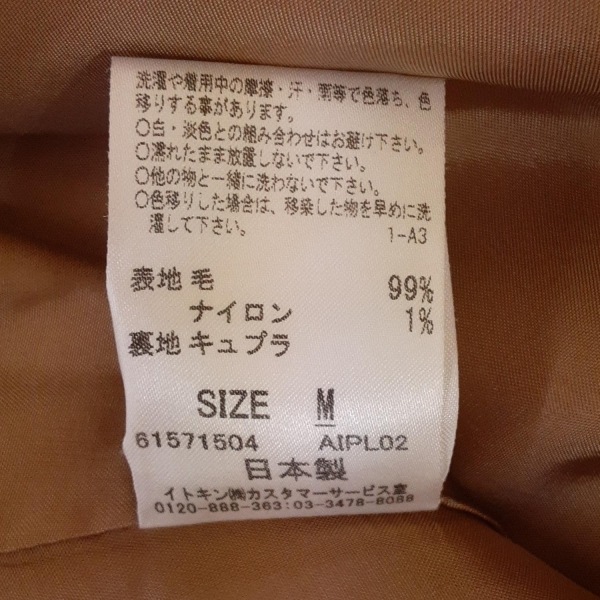 洗濯や着用中の摩擦・汗・雨等で色落ち、色
移りする事があります。
○白・淡色との組み合わせはお避け下さい。
○濡れたまま放置しないで下さい。
○他の物と一緒に洗わないで下さい。
○色移りした場合は、移染した物を早めに洗
濯して下さい。
1-A3
表地 毛 99%
ナイロン 1%
裏地 キュプラ
SIZE M
61571504 AIPL02
日本製
イトキン㈱カスタマーサービス室
0120-888-363:03-3478-8088